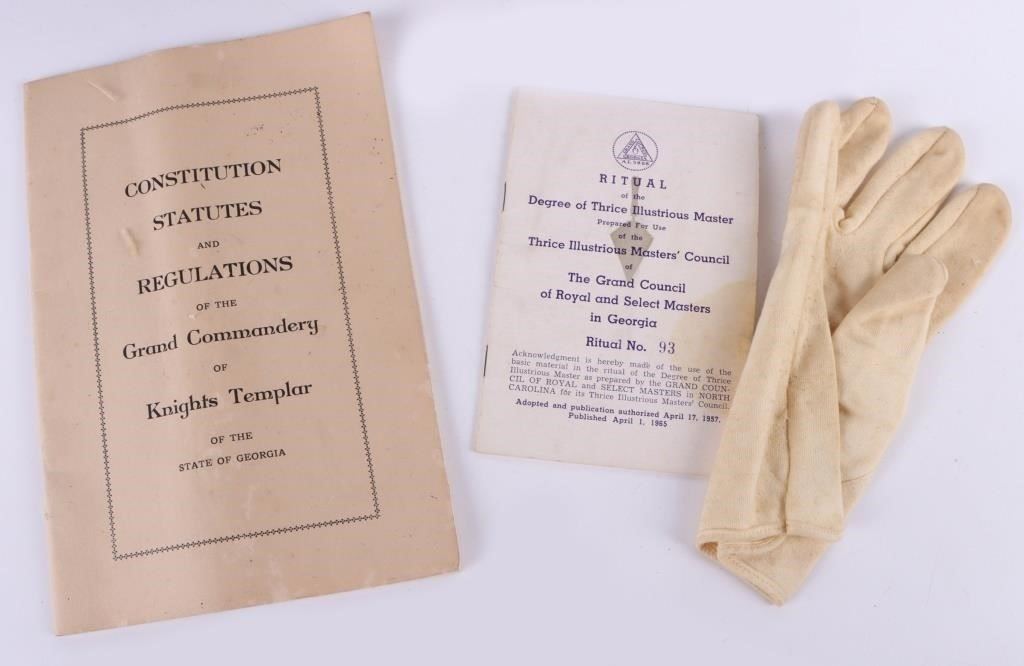 CONSTITUTION
STATUTES
AND
REGULATIONS
OF THE
Grand Commandery
OF
Knights Templar
OF THE
STATE OF GEORGIA
GEORGIA
RITUAL
of the
Degree of Thrice Illustrious Master
Prepared For Use
of the
Thrice Illustrious Masters' Council
of
The Grand Council
of Royal and Select Masters
in Georgia
Ritual No. 93
Acknowledgment is hereby made of the use of the
basic material in the ritual of the Degree of Thrice
Illustrious Master as prepared by the GRAND COUN-
CIL OF ROYAL and SELECT MASTERS in NORTH
CAROLINA for its Thrice Illustrious Masters' Council.
Adopted and publication authorized April 17, 1957.
Published April 1, 1965